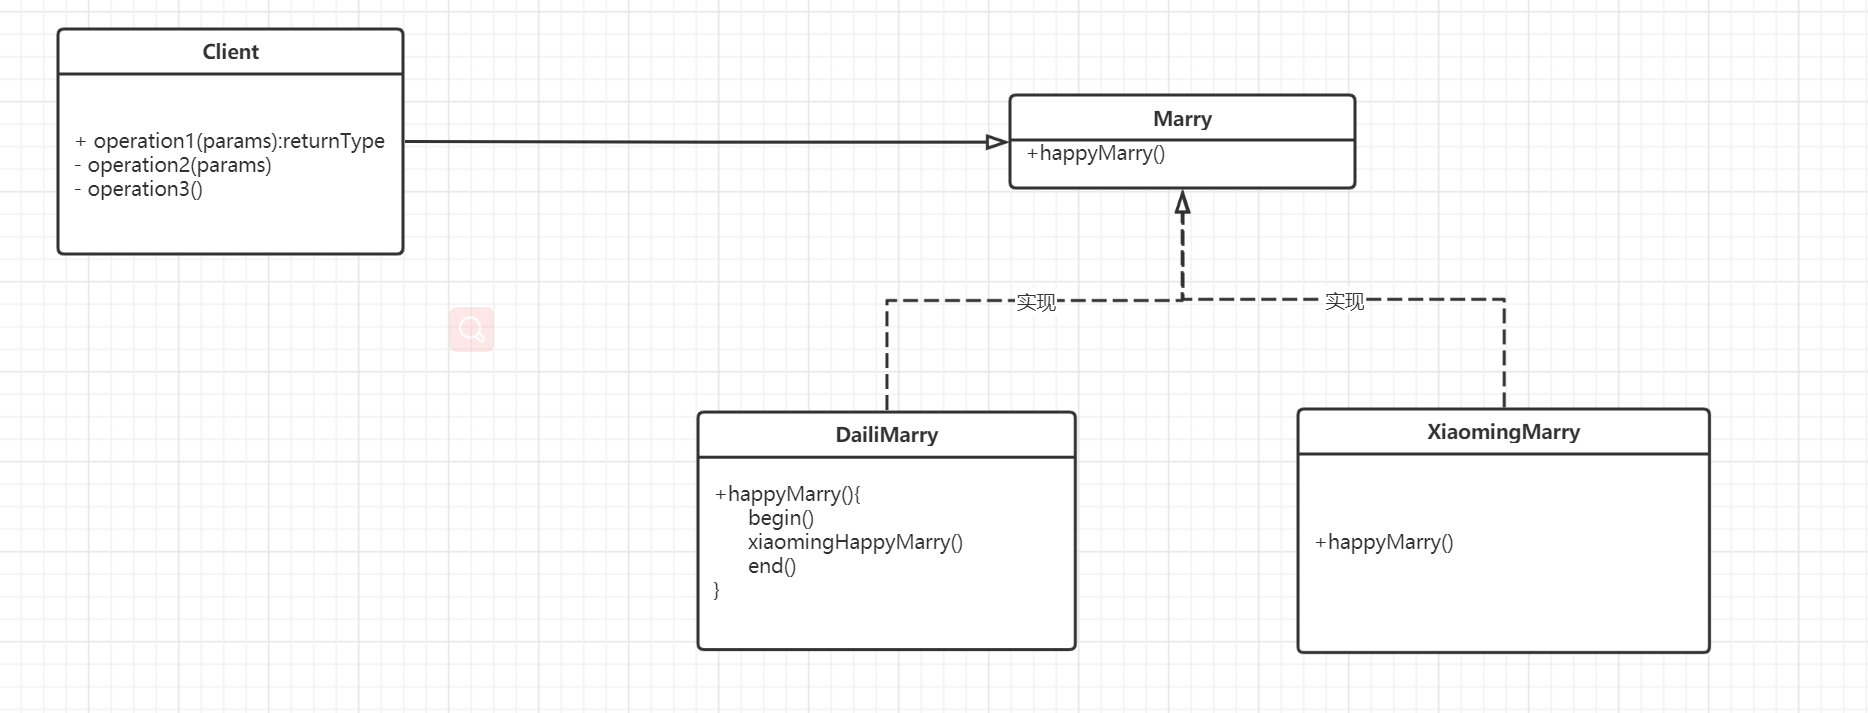 Client
+ operation1(params):returnType
- operation2(params)
- operation3()
Marry
+happyMarry()
实现
实现
DailiMarry
+happyMarry(){
begin()
xiaomingHappyMarry()
end()
}
XiaomingMarry
+happyMarry()